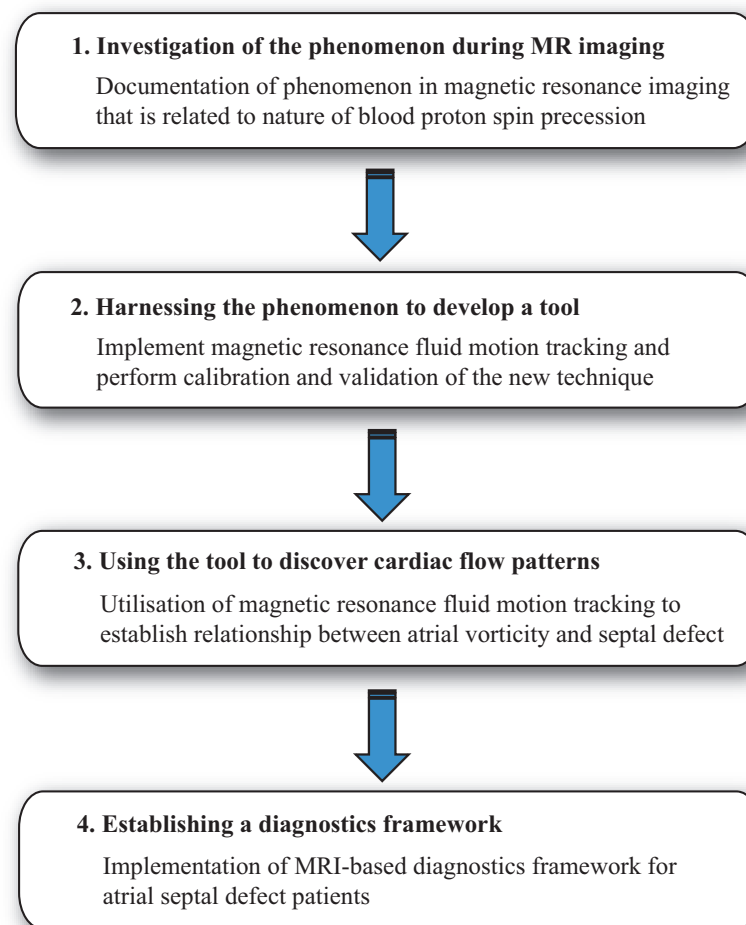 1. Investigation of the phenomenon during MR imaging
Documentation of phenomenon in magnetic resonance imaging
that is related to nature of blood proton spin precession
2. Harnessing the phenomenon to develop a tool
Implement magnetic resonance fluid motion tracking and
perform calibration and validation of the new technique
3. Using the tool to discover cardiac flow patterns
Utilisation of magnetic resonance fluid motion tracking to
establish relationship between atrial vorticity and septal defect
4. Establishing a diagnostics framework
Implementation of MRI-based diagnostics framework for
atrial septal defect patients